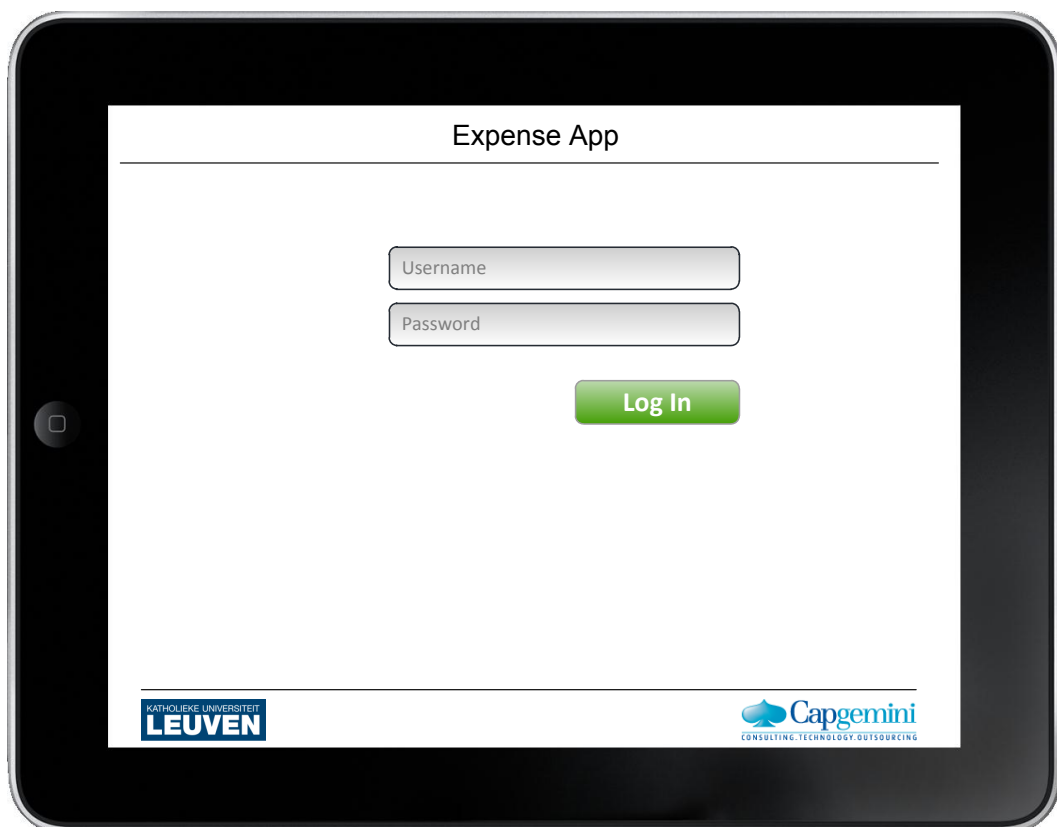 Expense App
Username
Password
Log In
KATHOLIEKE UNIVERSITEIT
LEUVEN
Capgemini
CONSULTING.TECHNOLOGY.OUTSOURCING